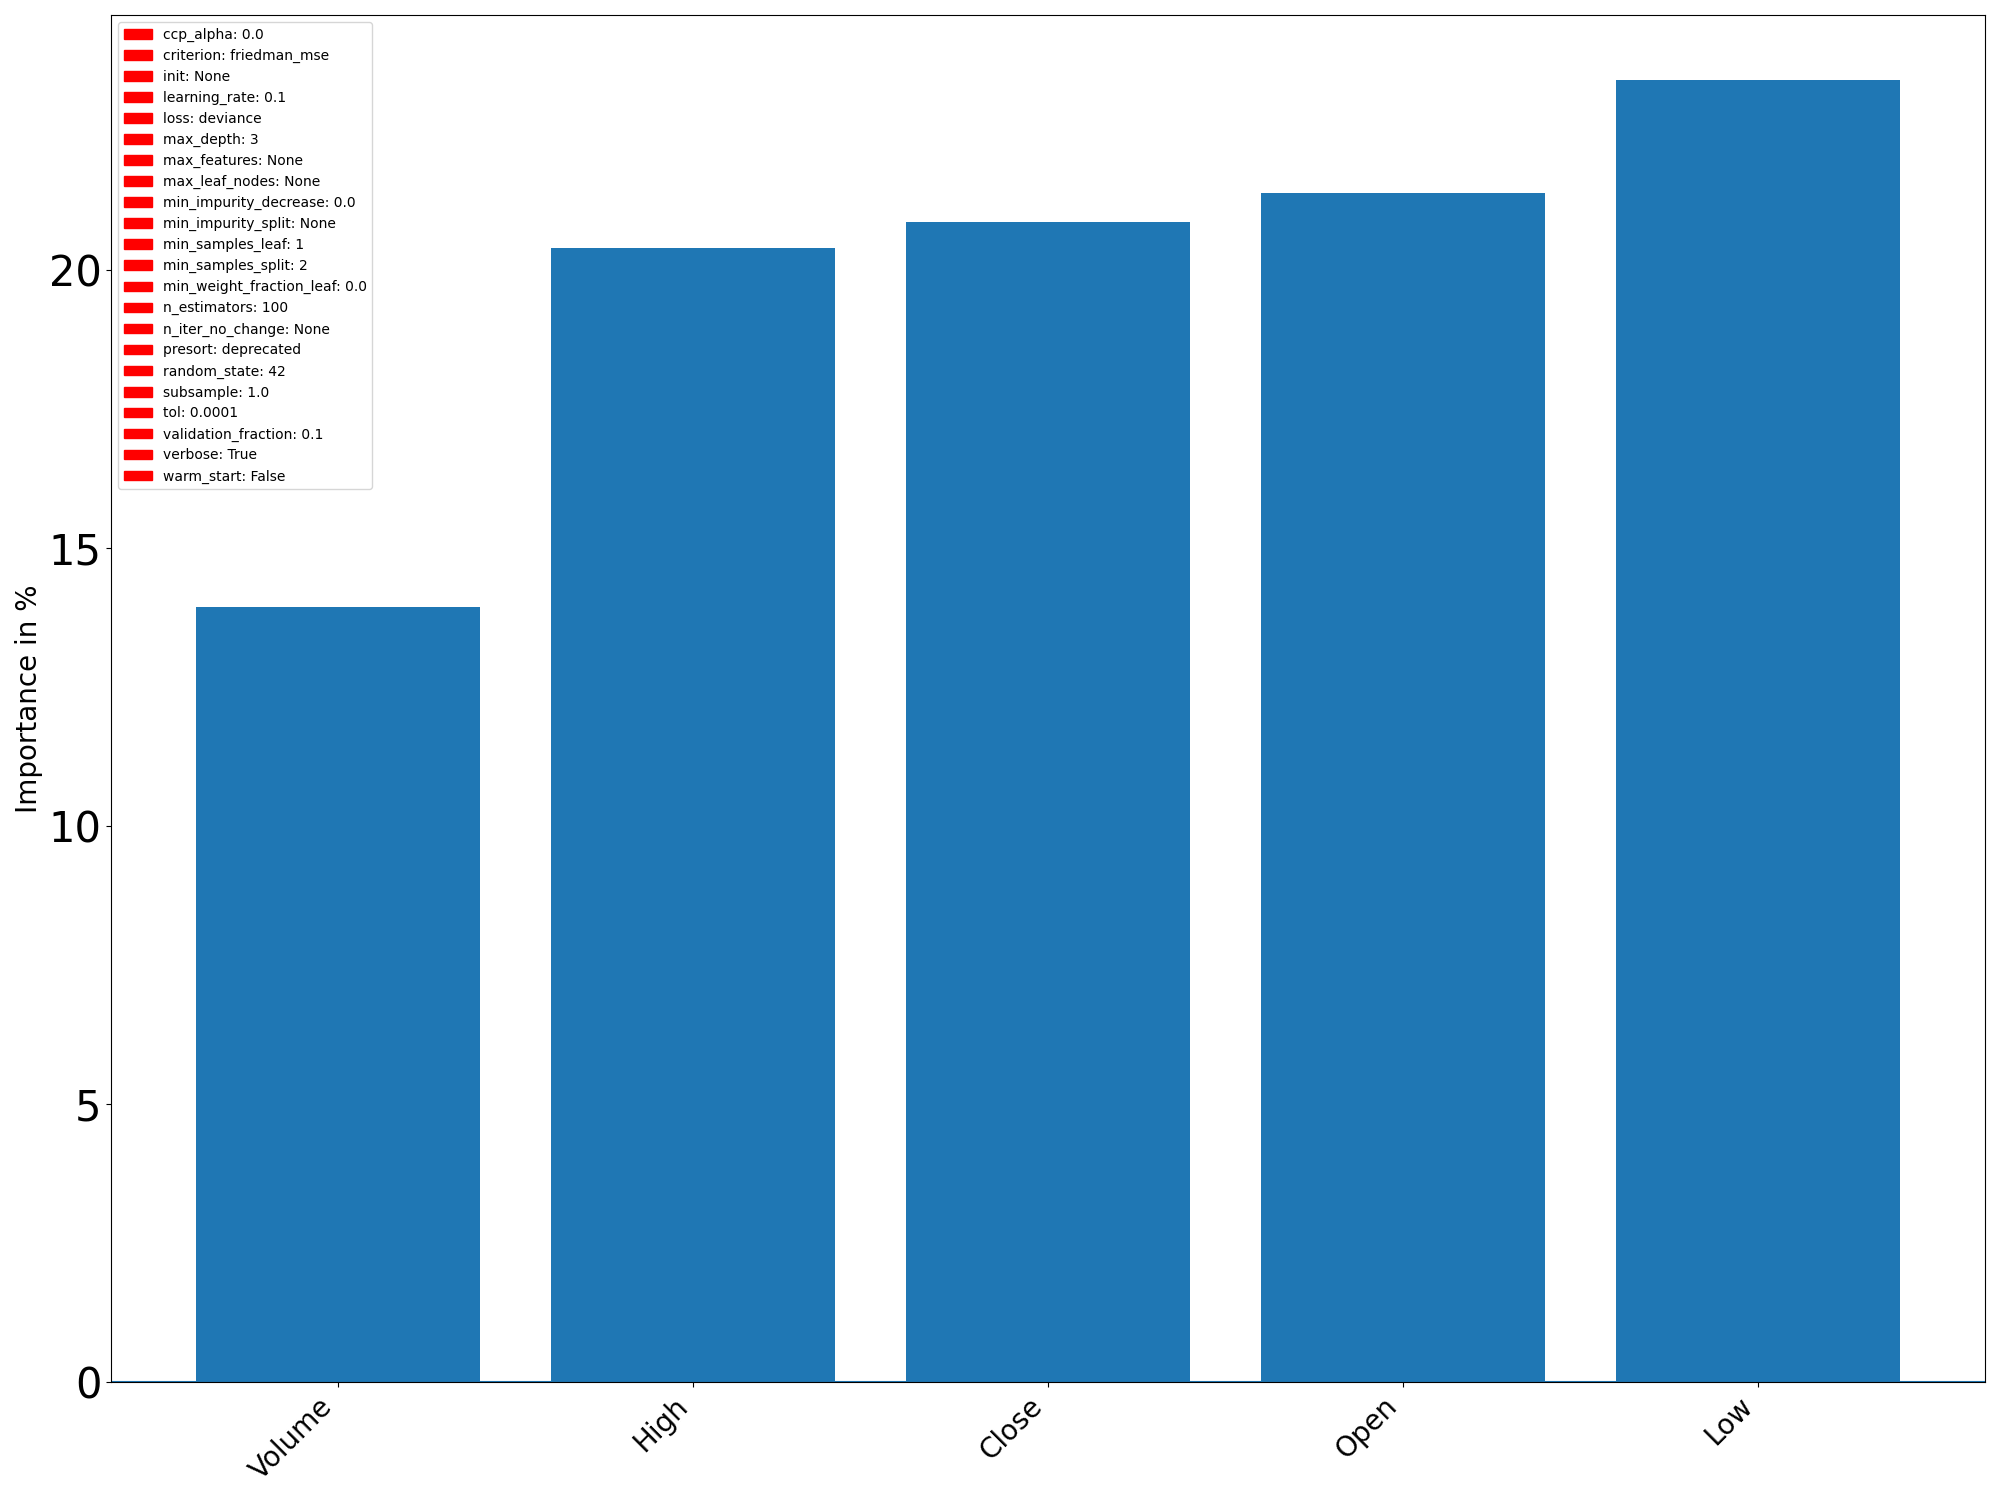 ccp_alpha: 0.0
criterion: friedman_mse
init: None
learning_rate: 0.1
loss: deviance
max_depth: 3
max_features: None
max_leaf_nodes: None
min_impurity_decrease: 0.0
min_impurity_split: None
min_samples_leaf: 1
min_samples_split: 2
min_weight_fraction_leaf: 0.0
n_estimators: 100
n_iter_no_change: None
presort: deprecated
random_state: 42
subsample: 1.0
tol: 0.0001
validation_fraction: 0.1
verbose: True
warm_start: False
20
15
10
5
0
Importance in %
Volume
High
Close
Open
Low